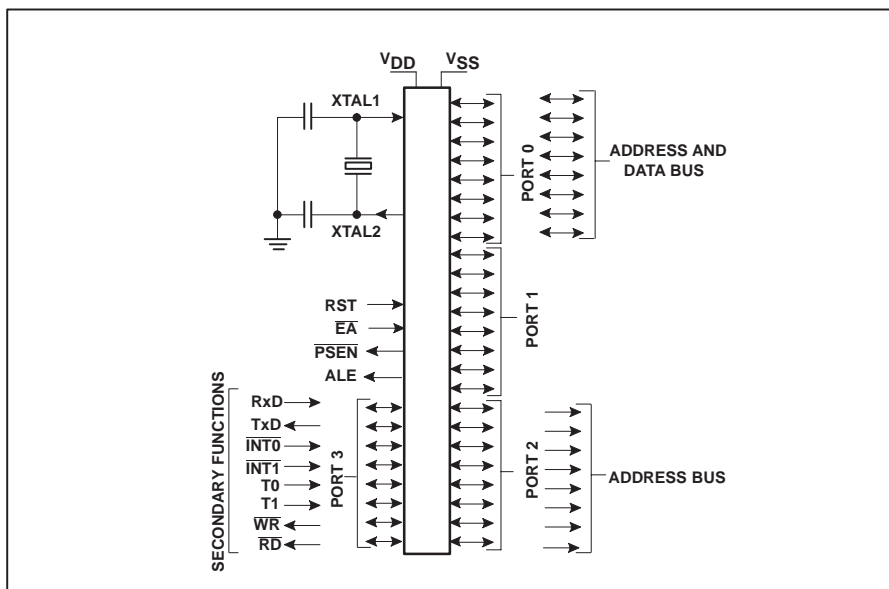 VDD VSS
XTAL1
XTAL2
PORT 0
ADDRESS AND
DATA BUS
PORT 1
RST
EA
PSEN
ALE
SECONDARY FUNCTIONS
RxD
TxD
INT0
INT1
T0
T1
WR
RD
PORT 3
PORT 2
ADDRESS BUS